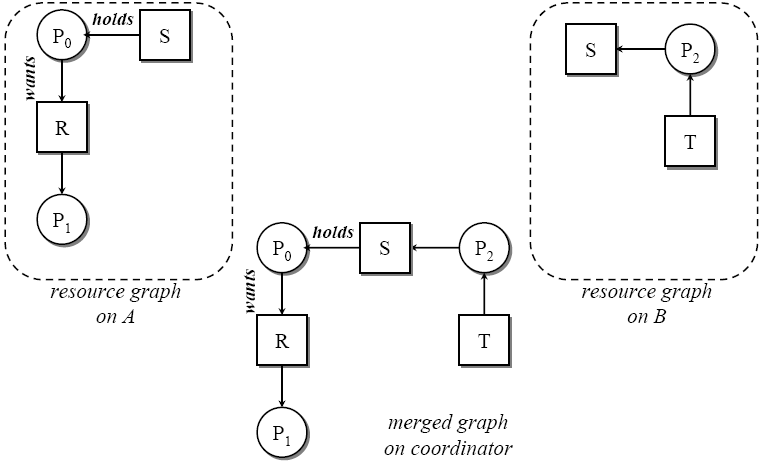 holds
P0
S
wants
R
P1
resource graph
on A
S
P2
T
resource graph
on B
holds
P0
S
P2
wants
R
T
P1
merged graph
on coordinator